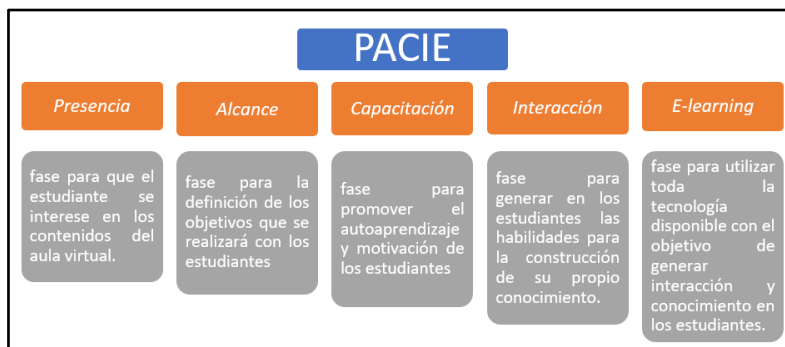 PACIE
Presencia
Alcance
Capacitación
Interacción
E-learning
fase para que el
estudiante se
interese en los
contenidos del
aula virtual.
fase para la
definición de los
objetivos que se
realizará con los
estudiantes
fase para
promover el
autoaprendizaje
y motivación de
los estudiantes
fase para
generar en los
estudiantes las
habilidades para
la construcción
de su propio
conocimiento.
fase para utilizar
toda la
tecnología
disponible con el
objetivo de
generar
interacción y
conocimiento en
los estudiantes.